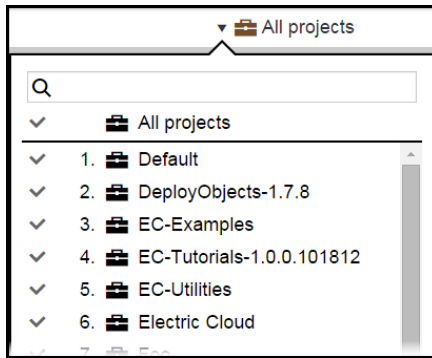 All projects
All projects
1. Default
2. DeployObjects-1.7.8
3. EC-Examples
4. EC-Tutorials-1.0.0.101812
5. EC-Utilities
6. Electric Cloud